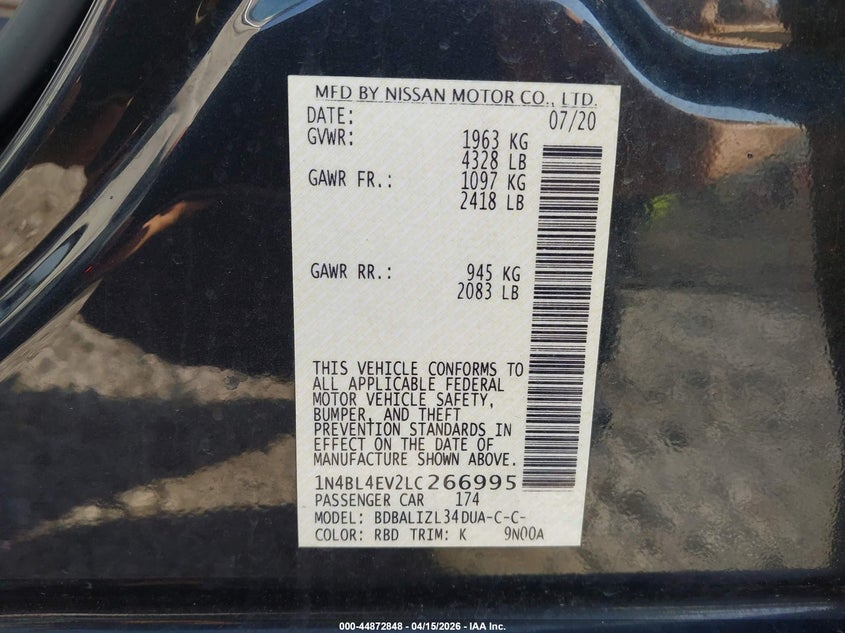 MFD BY NISSAN MOTOR CO., LTD.
DATE: 07/20
GVWR: 1963 KG
4328 LB
GAWR FR.: 1097 KG
2418 LB
GAWR RR.: 945 KG
2083 LB
THIS VEHICLE CONFORMS TO
ALL APPLICABLE FEDERAL
MOTOR VEHICLE SAFETY,
BUMPER, AND THEFT
PREVENTION STANDARDS IN
EFFECT ON THE DATE OF
MANUFACTURE SHOWN ABOVE.
1N4BL4EV2LC266995
PASSENGER CAR 174
MODEL: BDBALIZL34DUA-C-C-
COLOR: RBD TRIM: K 9N00A
000-44872848 - 04/15/2026 - IAA Inc.